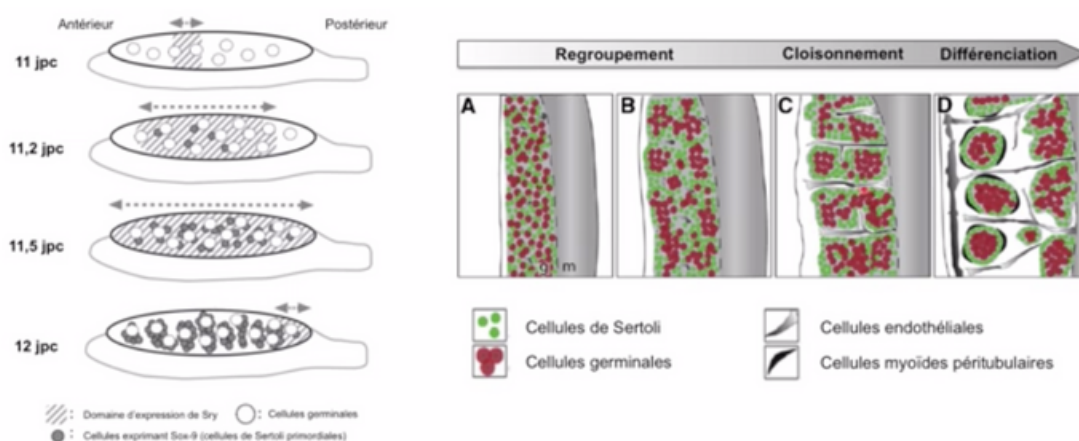 Antérieur Postérieur
11 jpc
11,2 jpc
11,5 jpc
12 jpc
: Domaine d'expression de Sry : Cellules germinales
: Cellules exprimant Sox-9 (cellules de Sertoli primordiales)
Regroupement Cloisonnement Différenciation
A B C D
g m
Cellules de Sertoli Cellules endothéliales
Cellules germinales Cellules myoïdes péritubulaires